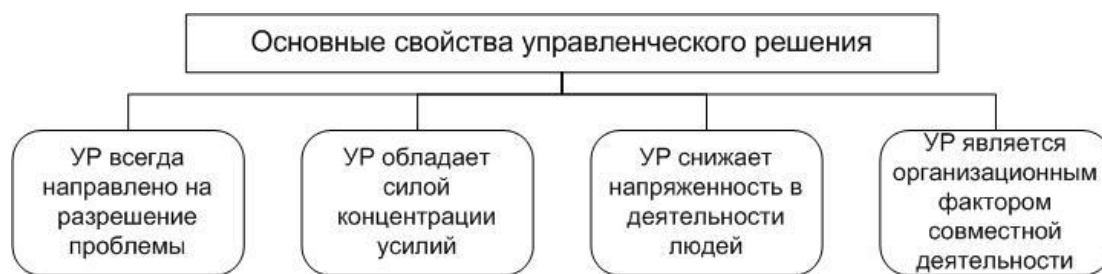 Основные свойства управленческого решения
УР всегда
направлено на
разрешение
проблемы
УР обладает
силой
концентрации
усилий
УР снижает
напряженность в
деятельности
людей
УР является
организационным
фактором
совместной
деятельности